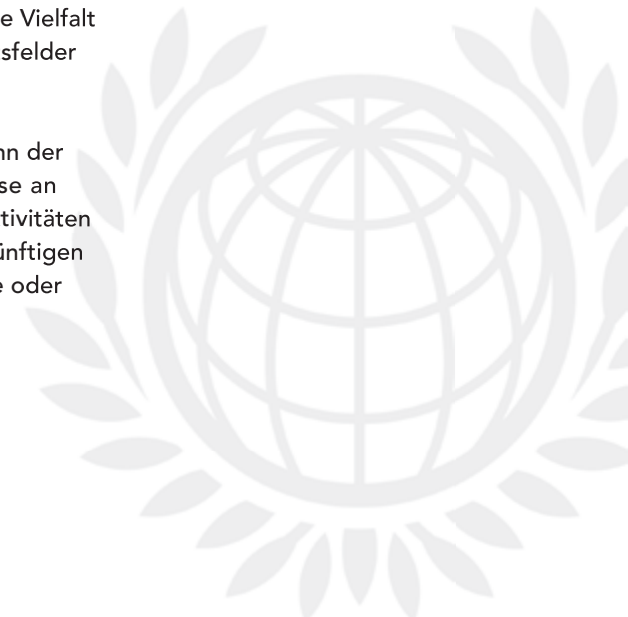 e Vielfalt
sfelder
nn der
se an
tivitäten
ünftigen
e oder